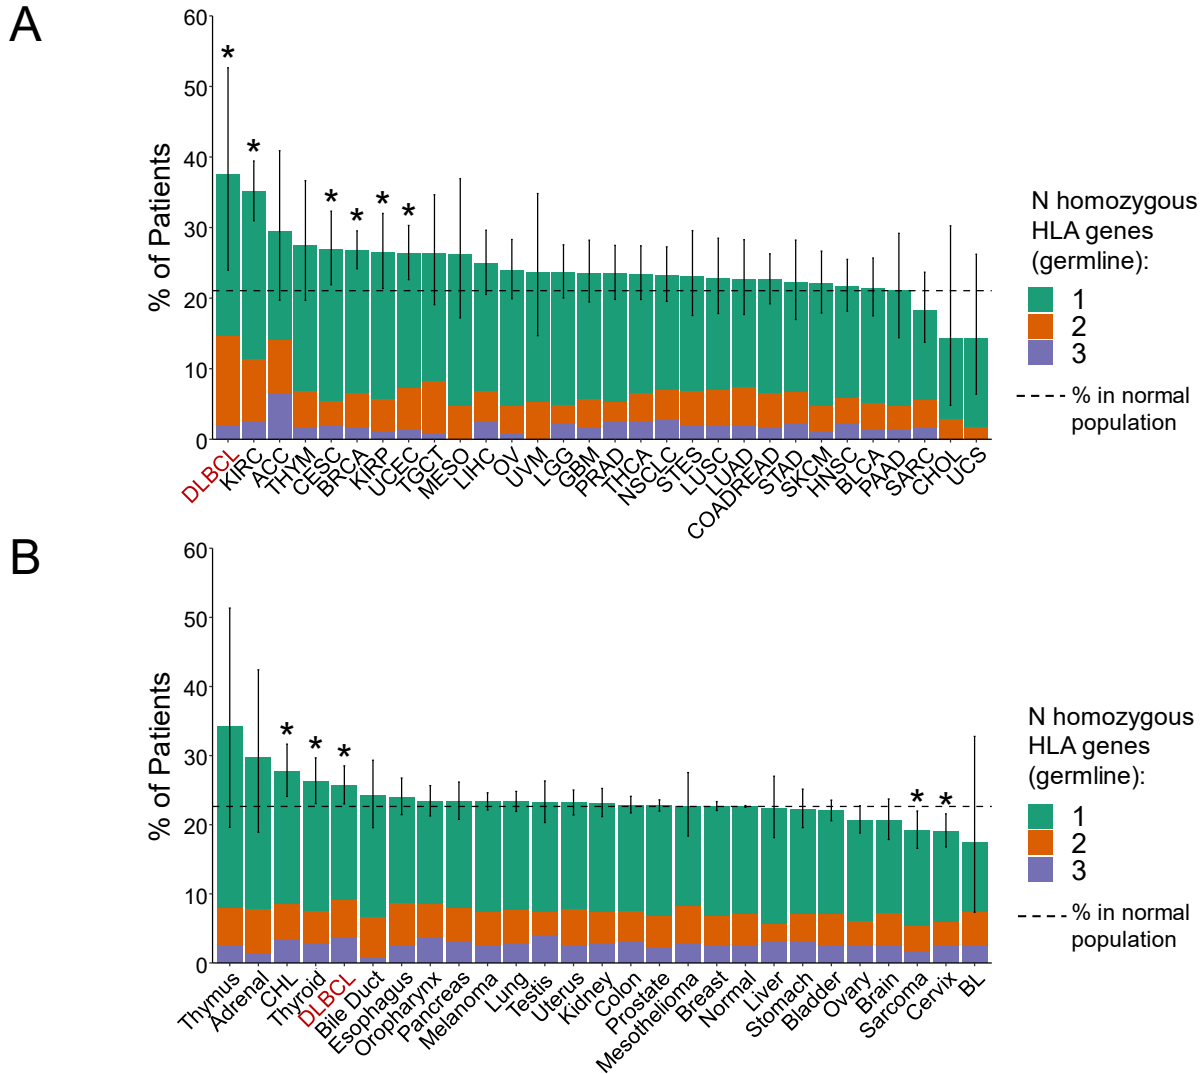 A
% of Patients
60
50
40
30
20
10
0
* * * * * *
DLBCL KIRC ACC THYM CESC BRCA KIRP UCEC TGCT MESO LIHC OV UVM LGG GBM PRAD THCA NSCLC STES LUSC LUAD COADREAD STAD SKCM HNSC BLCA PAAD SARC CHOL UCS
N homozygous
HLA genes
(germline):
1
2
3
% in normal
population
B
% of Patients
60
50
40
30
20
10
0
* * * * *
Thymus Adrenal CHL Thyroid DLBCL Bile Duct Esophagus Oropharynx Pancreas Melanoma Lung Testis Uterus Kidney Colon Prostate Mesothelioma Breast Normal Liver Stomach Bladder Ovary Brain Sarcoma Cervix BL
N homozygous
HLA genes
(germline):
1
2
3
% in normal
population